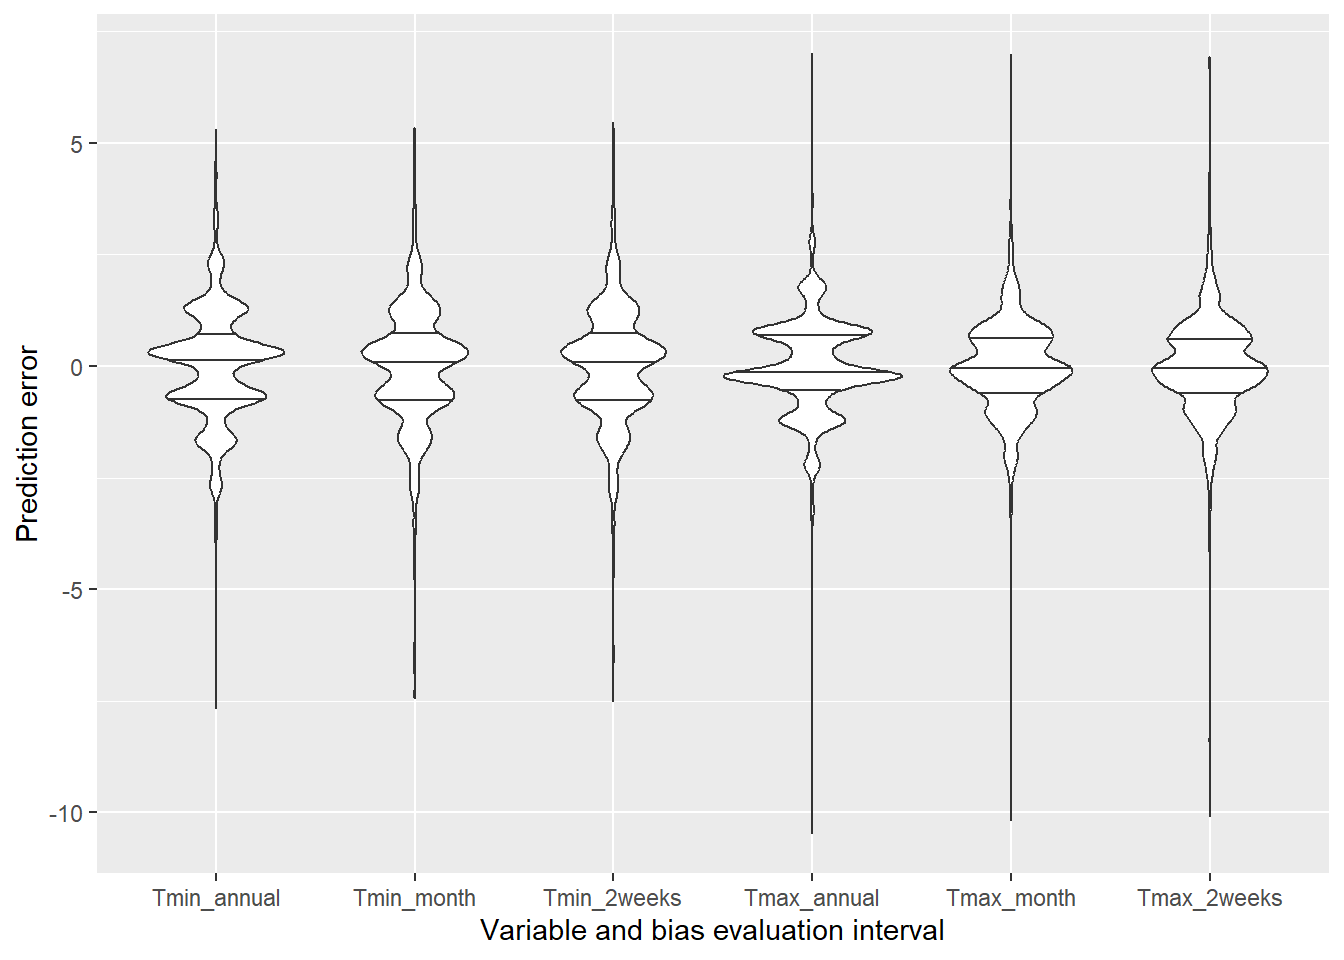 Prediction error
5
0
-5
-10
Tmin_annual Tmin_month Tmin_2weeks Tmax_annual Tmax_month Tmax_2weeks
Variable and bias evaluation interval